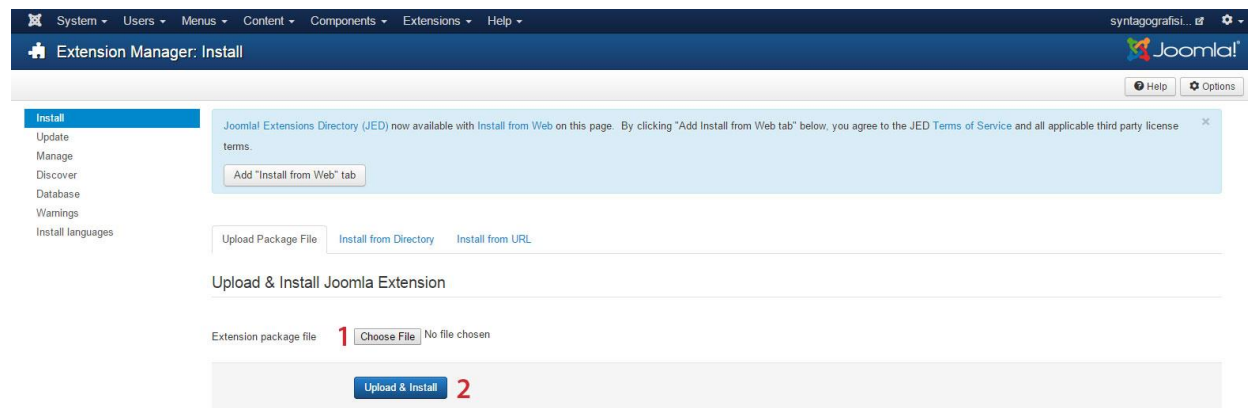 System Users Menus Content Components Extensions Help syntagografisi...
Extension Manager: Install Joomla!
Help Options
Install
Update
Manage
Discover
Database
Warnings
Install languages
Joomla! Extensions Directory (JED) now available with Install from Web on this page. By clicking "Add Install from Web tab" below, you agree to the JED Terms of Service and all applicable third party license
terms.
×
Add "Install from Web" tab
Upload Package File Install from Directory Install from URL
Upload & Install Joomla Extension
Extension package file 1 Choose File No file chosen
Upload & Install 2